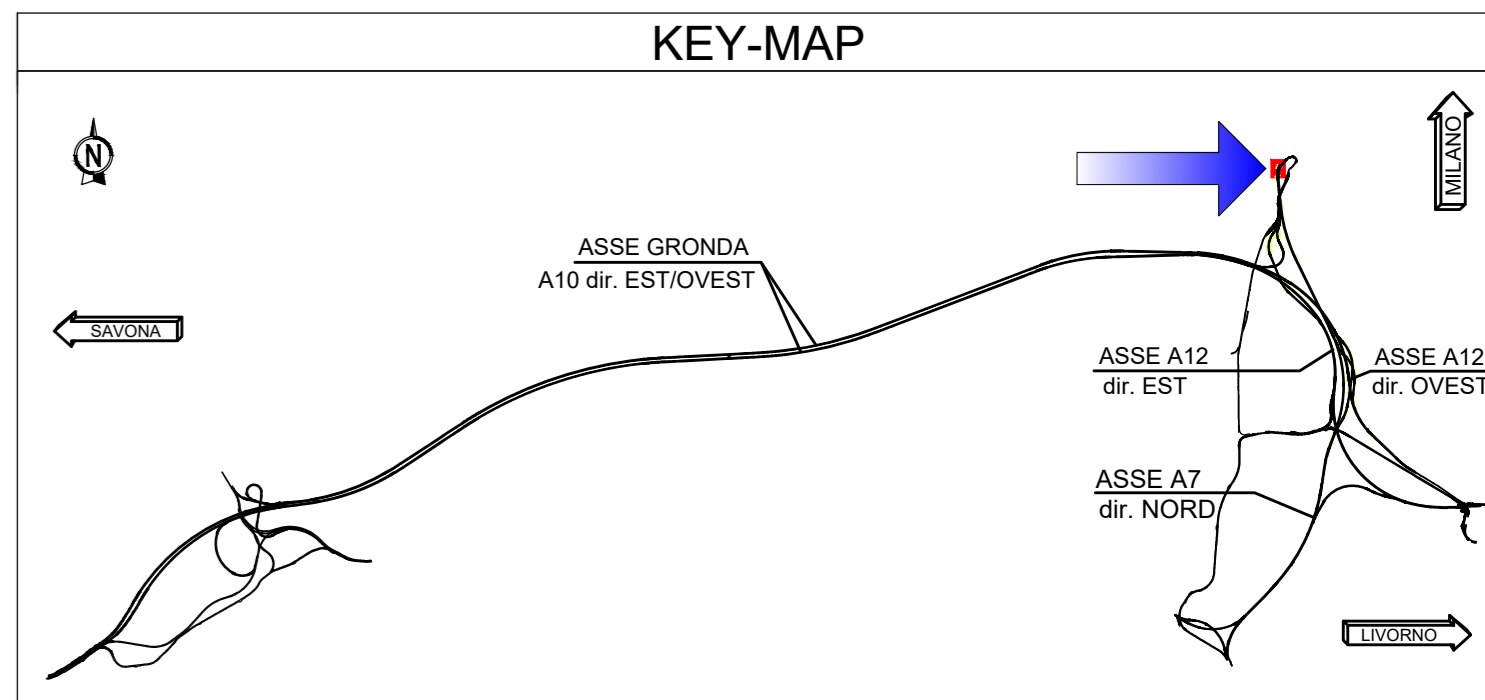 KEY-MAP
N
MILANO
ASSE GRONDA
A10 dir. EST/OVEST
SAVONA
ASSE A12
dir. EST
ASSE A12
dir. OVEST
ASSE A7
dir. NORD
LIVORNO